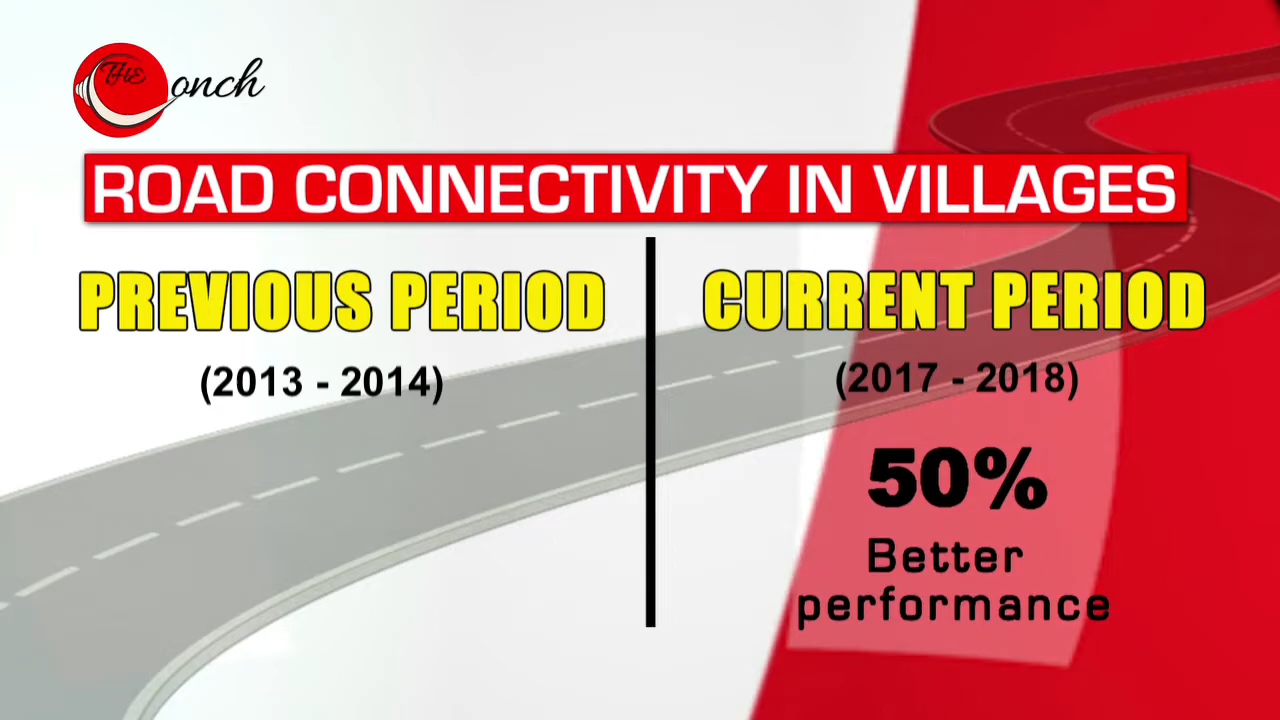 THE Conch
ROAD CONNECTIVITY IN VILLAGES
PREVIOUS PERIOD
(2013 - 2014)
CURRENT PERIOD
(2017 - 2018)
50%
Better
performance